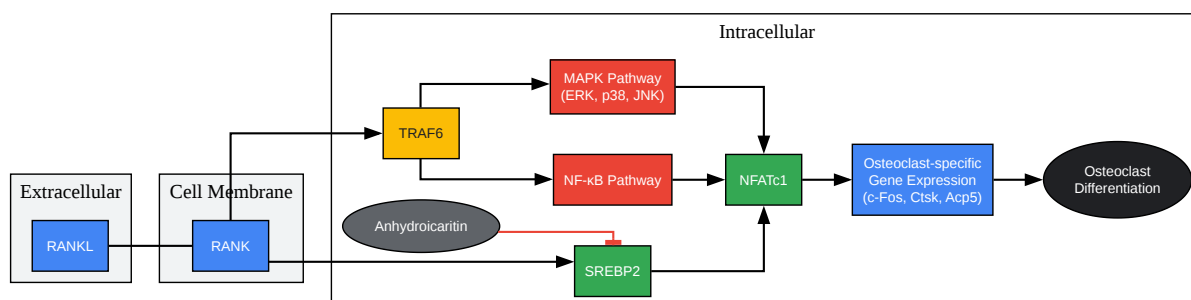 Intracellular
MAPK Pathway
(ERK, p38, JNK)
TRAF6
Extracellular
Cell Membrane
NF-κB Pathway
NFATc1
Osteoclast-specific
Gene Expression
(c-Fos, Ctsk, Acp5)
Osteoclast
Differentiation
RANKL
RANK
Anhydroicaritin
SREBP2